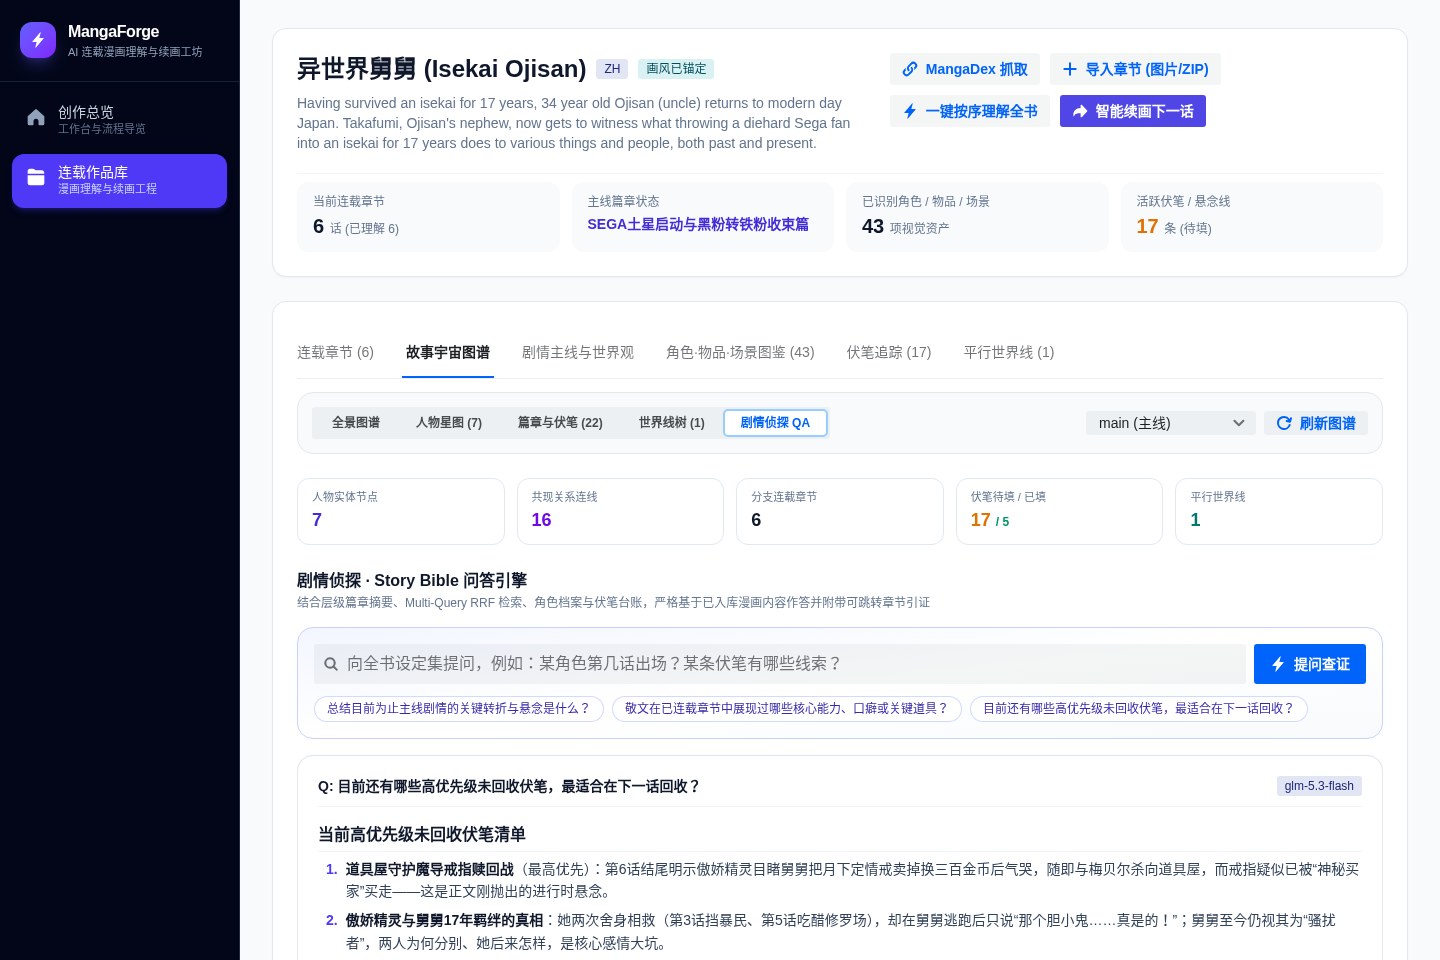 MangaForge
AI 连载漫画理解与续画工坊
创作总览
工作台与流程导览
连载作品库
漫画理解与续画工程
异世界舅舅 (Isekai Ojisan)
ZH
画风已锚定
Having survived an isekai for 17 years, 34 year old Ojisan (uncle) returns to modern day
Japan. Takafumi, Ojisan's nephew, now gets to witness what throwing a diehard Sega fan
into an isekai for 17 years does to various things and people, both past and present.
MangaDex 抓取
导入章节 (图片/ZIP)
一键按序理解全书
智能续画下一话
当前连载章节
6 话 (已理解 6)
主线篇章状态
SEGA土星启动与黑粉转铁粉收束篇
已识别角色 / 物品 / 场景
43 项视觉资产
活跃伏笔 / 悬念线
17 条 (待填)
连载章节 (6)
故事宇宙图谱
剧情主线与世界观
角色·物品·场景图鉴 (43)
伏笔追踪 (17)
平行世界线 (1)
全景图谱
人物星图 (7)
篇章与伏笔 (22)
世界线树 (1)
剧情侦探 QA
main (主线)
刷新图谱
人物实体节点
7
共现关系连线
16
分支连载章节
6
伏笔待填 / 已填
17 / 5
平行世界线
1
剧情侦探 · Story Bible 问答引擎
结合层级篇章摘要、Multi-Query RRF 检索、角色档案与伏笔台账，严格基于已入库漫画内容作答并附带可跳转章节引证
向全书设定集提问，例如：某角色第几话出场？某条伏笔有哪些线索？
提问查证
总结目前为止主线剧情的关键转折与悬念是什么？
敬文在已连载章节中展现过哪些核心能力、口癖或关键道具？
目前还有哪些高优先级未回收伏笔，最适合在下一话回收？
Q: 目前还有哪些高优先级未回收伏笔，最适合在下一话回收？
glm-5.3-flash
当前高优先级未回收伏笔清单
1. 道具屋守护魔导戒指赎回战（最高优先）：第6话结尾明示傲娇精灵目睹舅舅把月下定情戒卖掉换三百金币后气哭，随即与梅贝尔杀向道具屋，而戒指疑似已被“神秘买
家”买走——这是正文刚抛出的进行时悬念。
2. 傲娇精灵与舅舅17年羁绊的真相：她两次舍身相救（第3话挡暴民、第5话吃醋修罗场），却在舅舅逃跑后只说“那个胆小鬼……真是的！”；舅舅至今仍视其为“骚扰
者”，两人为何分别、她后来怎样，是核心感情大坑。